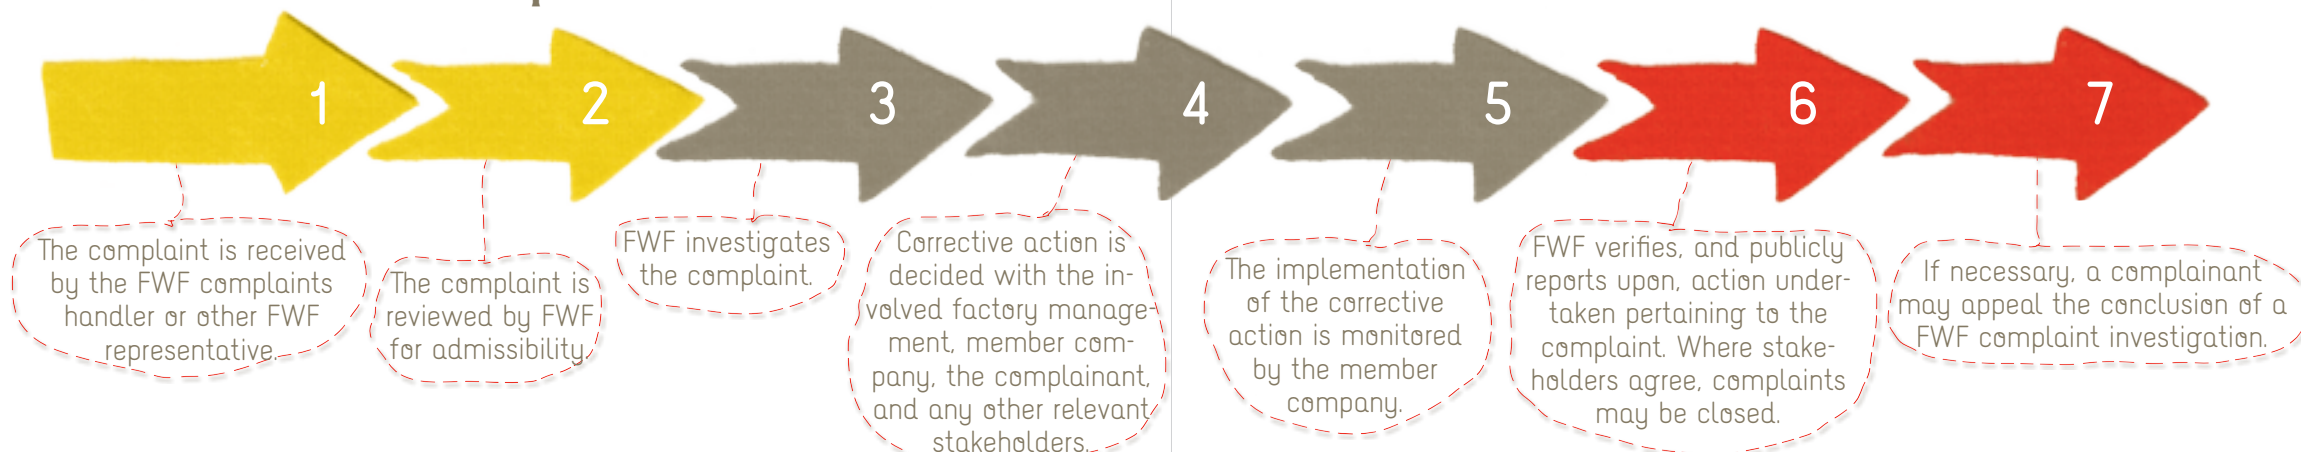 1
2
3
4
5
6
7
The complaint is received
by the FWF complaints
handler or other FWF
representative.
The complaint is
reviewed by FWF
for admissibility.
FWF investigates
the complaint.
Corrective action is
decided with the in-
volved factory manage-
ment, member com-
pany, the complainant,
and any other relevant
stakeholders.
The implementation
of the corrective
action is monitored
by the member
company.
FWF verifies, and publicly
reports upon, action under-
taken pertaining to the
complaint. Where stake-
holders agree, complaints
may be closed.
If necessary, a complainant
may appeal the conclusion of a
FWF complaint investigation.